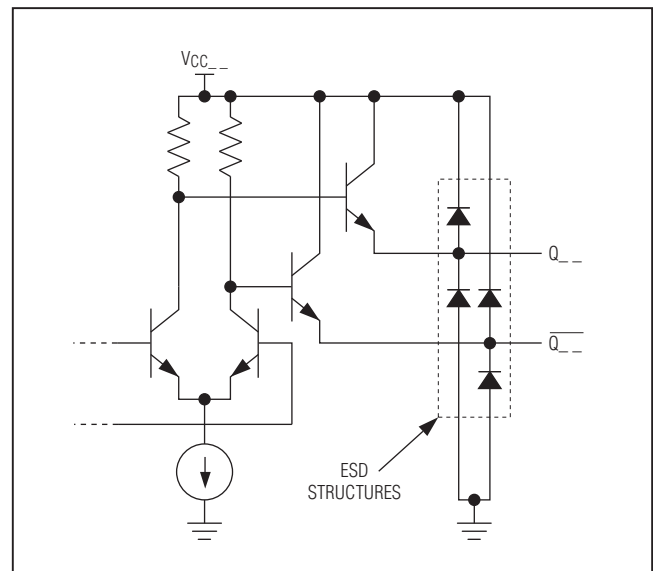 VCC_ _
Q_ _
Q_ _
ESD
STRUCTURES